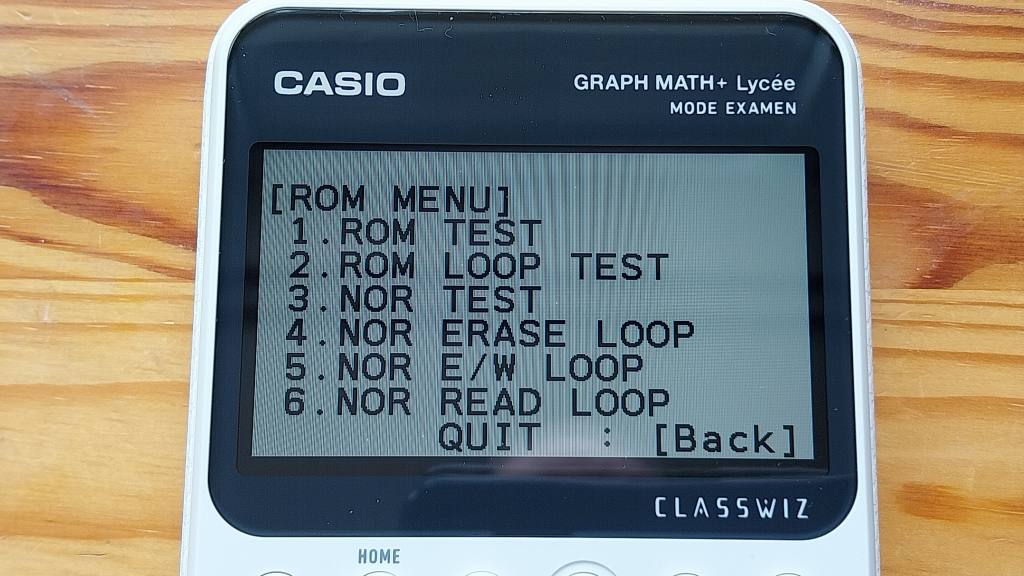 CASIO
GRAPH MATH+ Lycée
MODE EXAMEN
[ROM MENU]
1.ROM TEST
2.ROM LOOP TEST
3.NOR TEST
4.NOR ERASE LOOP
5.NOR E/W LOOP
6.NOR READ LOOP
QUIT : [Back]
CLASSWIZ
HOME